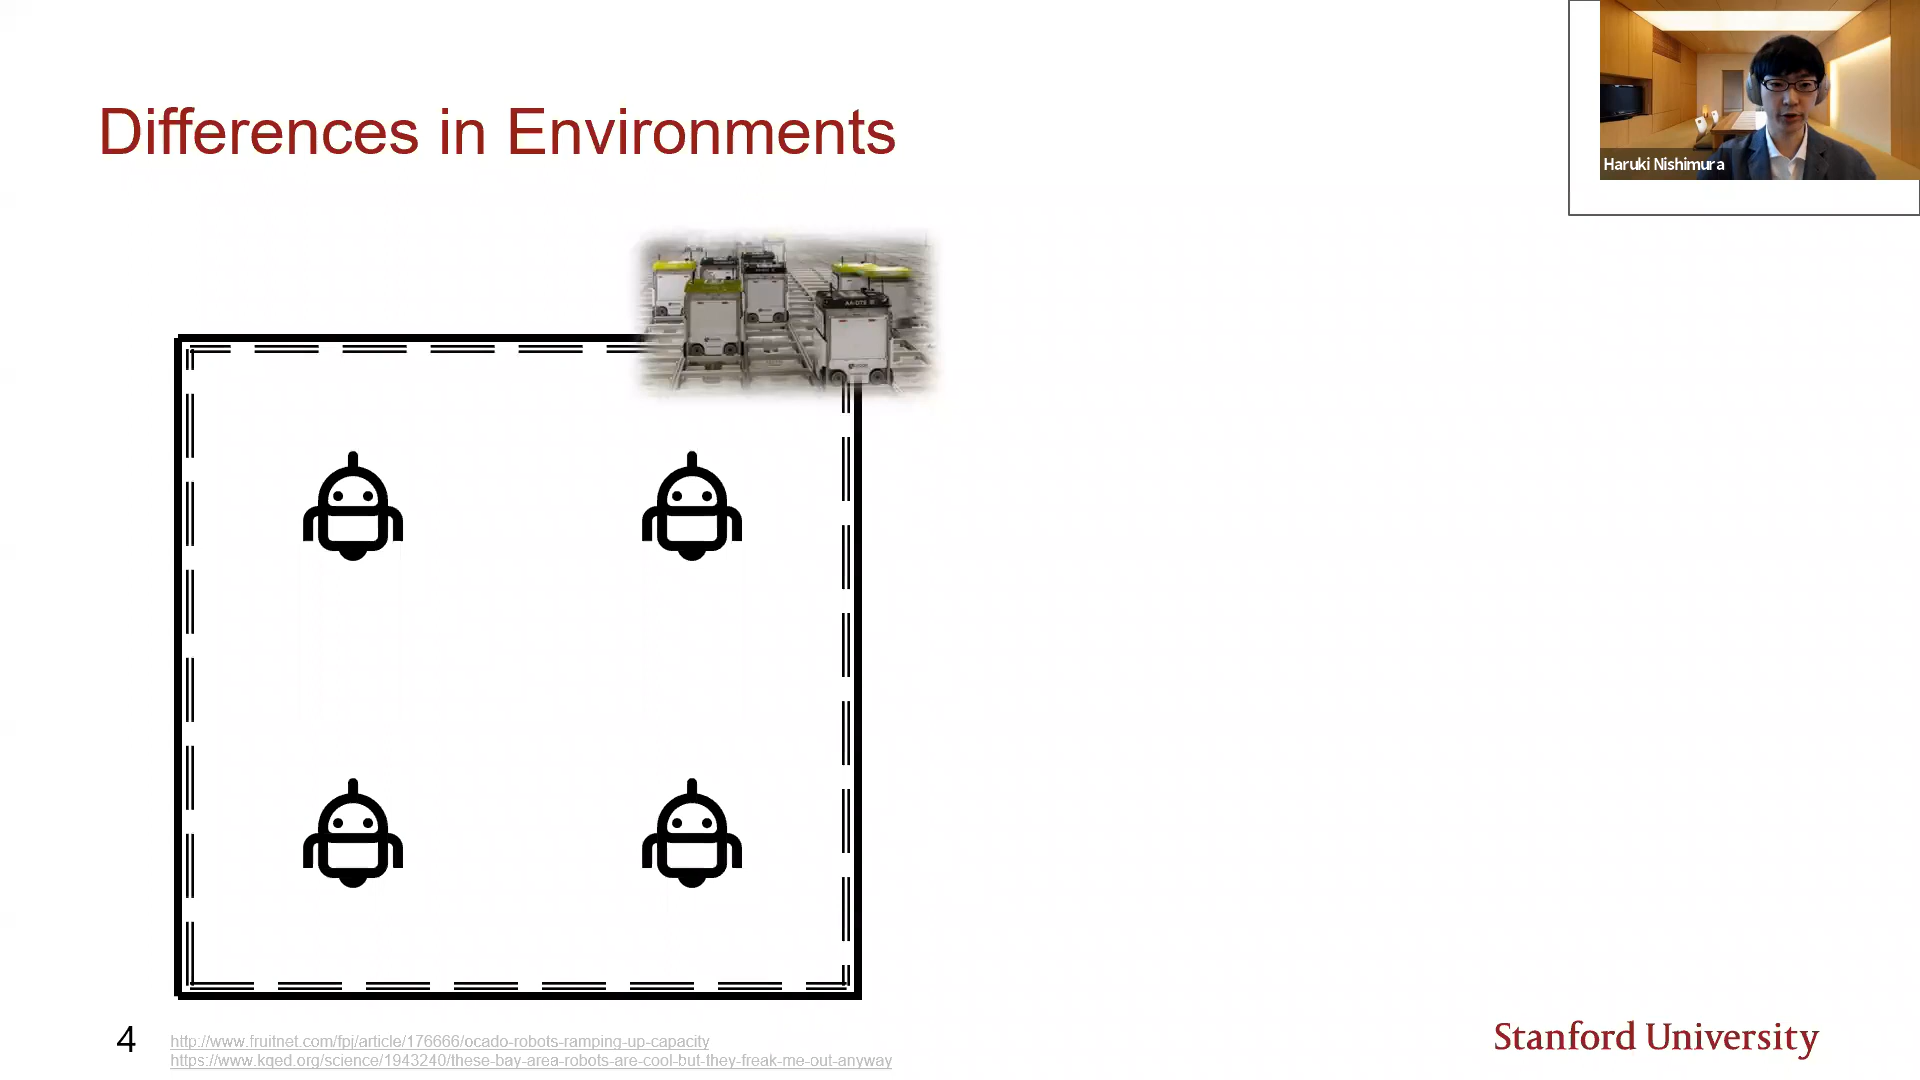 Differences in Environments
Haruki Nishimura
4
http://www.fruitnet.com/fpj/article/176666/ocado-robots-ramping-up-capacity
https://www.kqed.org/science/1943240/these-bay-area-robots-are-cool-but-they-freak-me-out-anyway
Stanford University